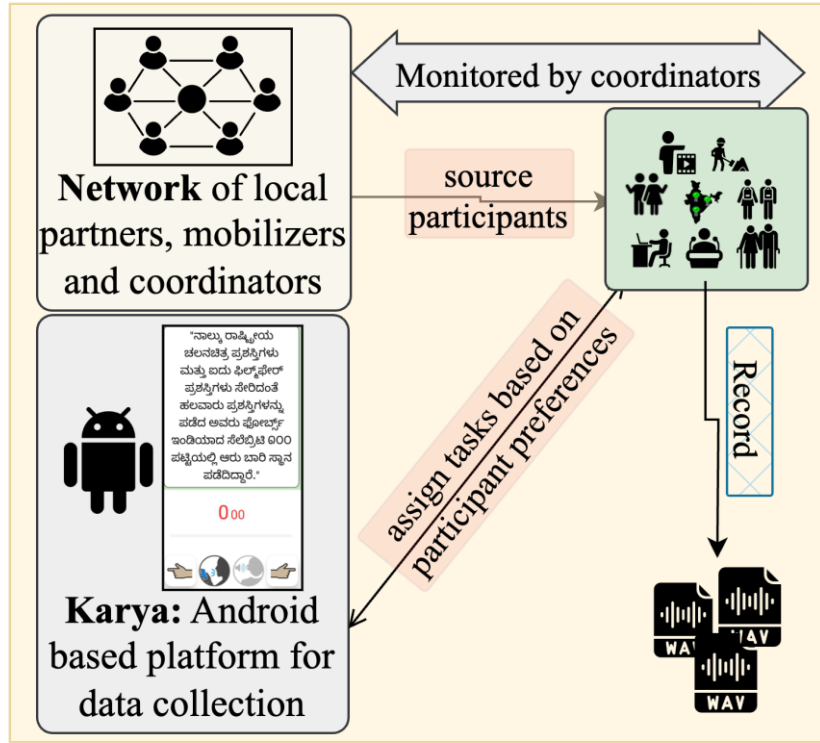 Monitored by coordinators
Network of local
partners, mobilizers
and coordinators
source
participants
"ನಾಲ್ಕು ರಾಷ್ಟ್ರೀಯ
ಚಲನಚಿತ್ರ ಪ್ರಶಸ್ತಿಗಳು
ಮತ್ತು ಐದು ಫಿಲ್ಮ್‌ಫೇರ್
ಪ್ರಶಸ್ತಿಗಳು ಸೇರಿದಂತೆ
ಹಲವಾರು ಪ್ರಶಸ್ತಿಗಳನ್ನು
ಪಡೆದ ಅವರು ಫೋರ್ಬ್ಸ್
ಇಂಡಿಯಾದ ಸೆಲೆಬ್ರಿಟಿ ೧೦೦
ಪಟ್ಟಿಯಲ್ಲಿ ಆರು ಬಾರಿ ಸ್ಥಾನ
ಪಡೆದಿದ್ದಾರೆ."
0 00
Karya: Android
based platform for
data collection
assign tasks based on
participant preferences
Record
WAV
WAV
WAV